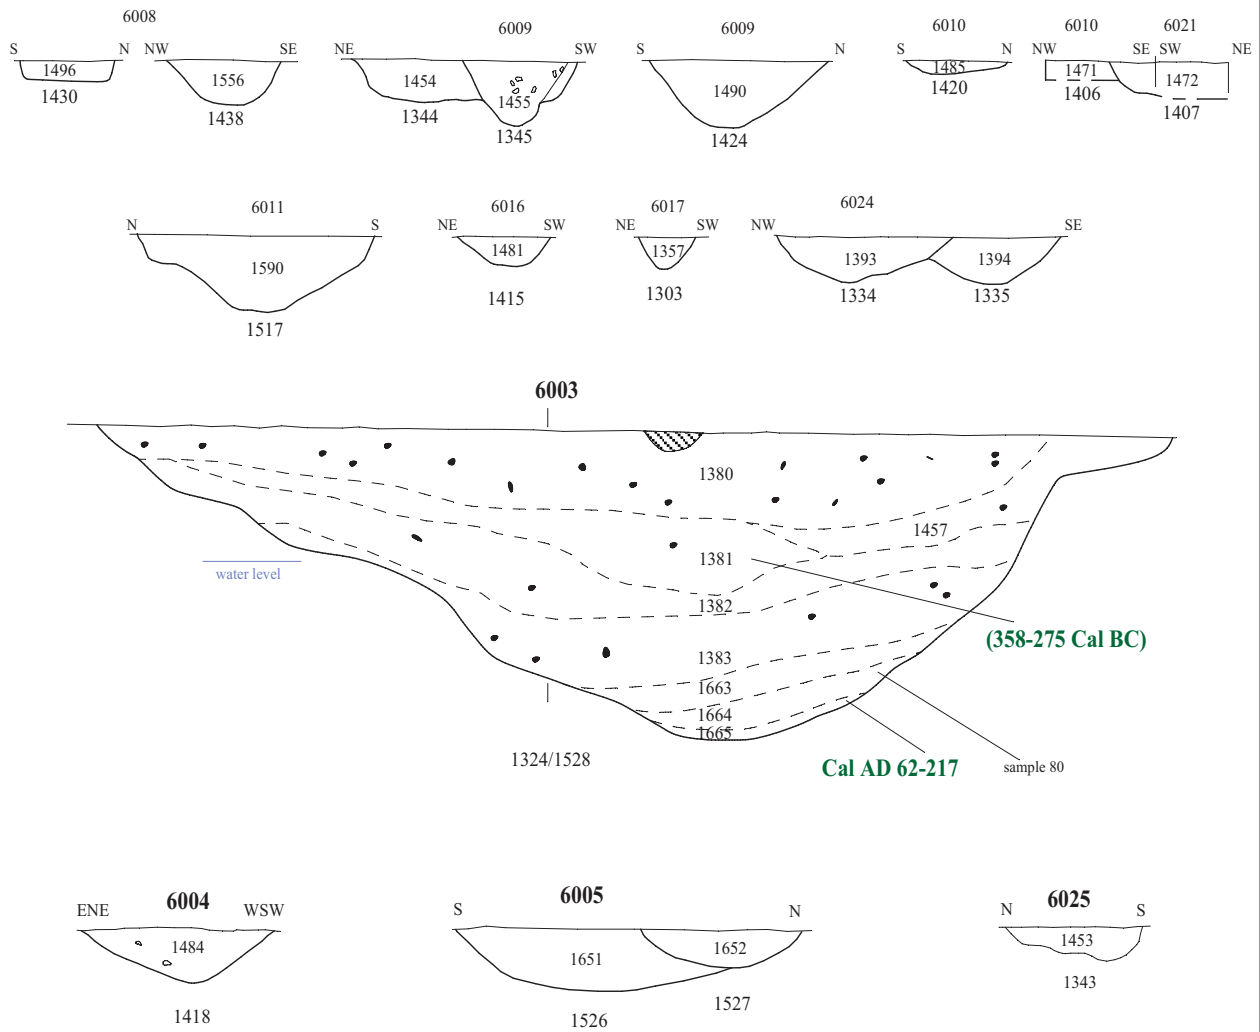 6008
6009
6009
6010
6010
6021
S
N
NW
SE
NE
SW
S
N
S
N
NW
SE
SW
NE
1496
1556
1454
1455
1490
1485
1471
1472
1430
1438
1344
1345
1424
1420
1406
1407
6011
6016
6017
6024
N
S
NE
SW
NE
SW
NW
SE
1590
1481
1357
1393
1394
1517
1415
1303
1334
1335
6003
1380
1457
1381
water level
1382
(358-275 Cal BC)
1383
1663
1664
1665
1324/1528
Cal AD 62-217
sample 80
6004
6005
6025
ENE
WSW
S
N
N
S
1484
1651
1652
1453
1418
1526
1527
1343